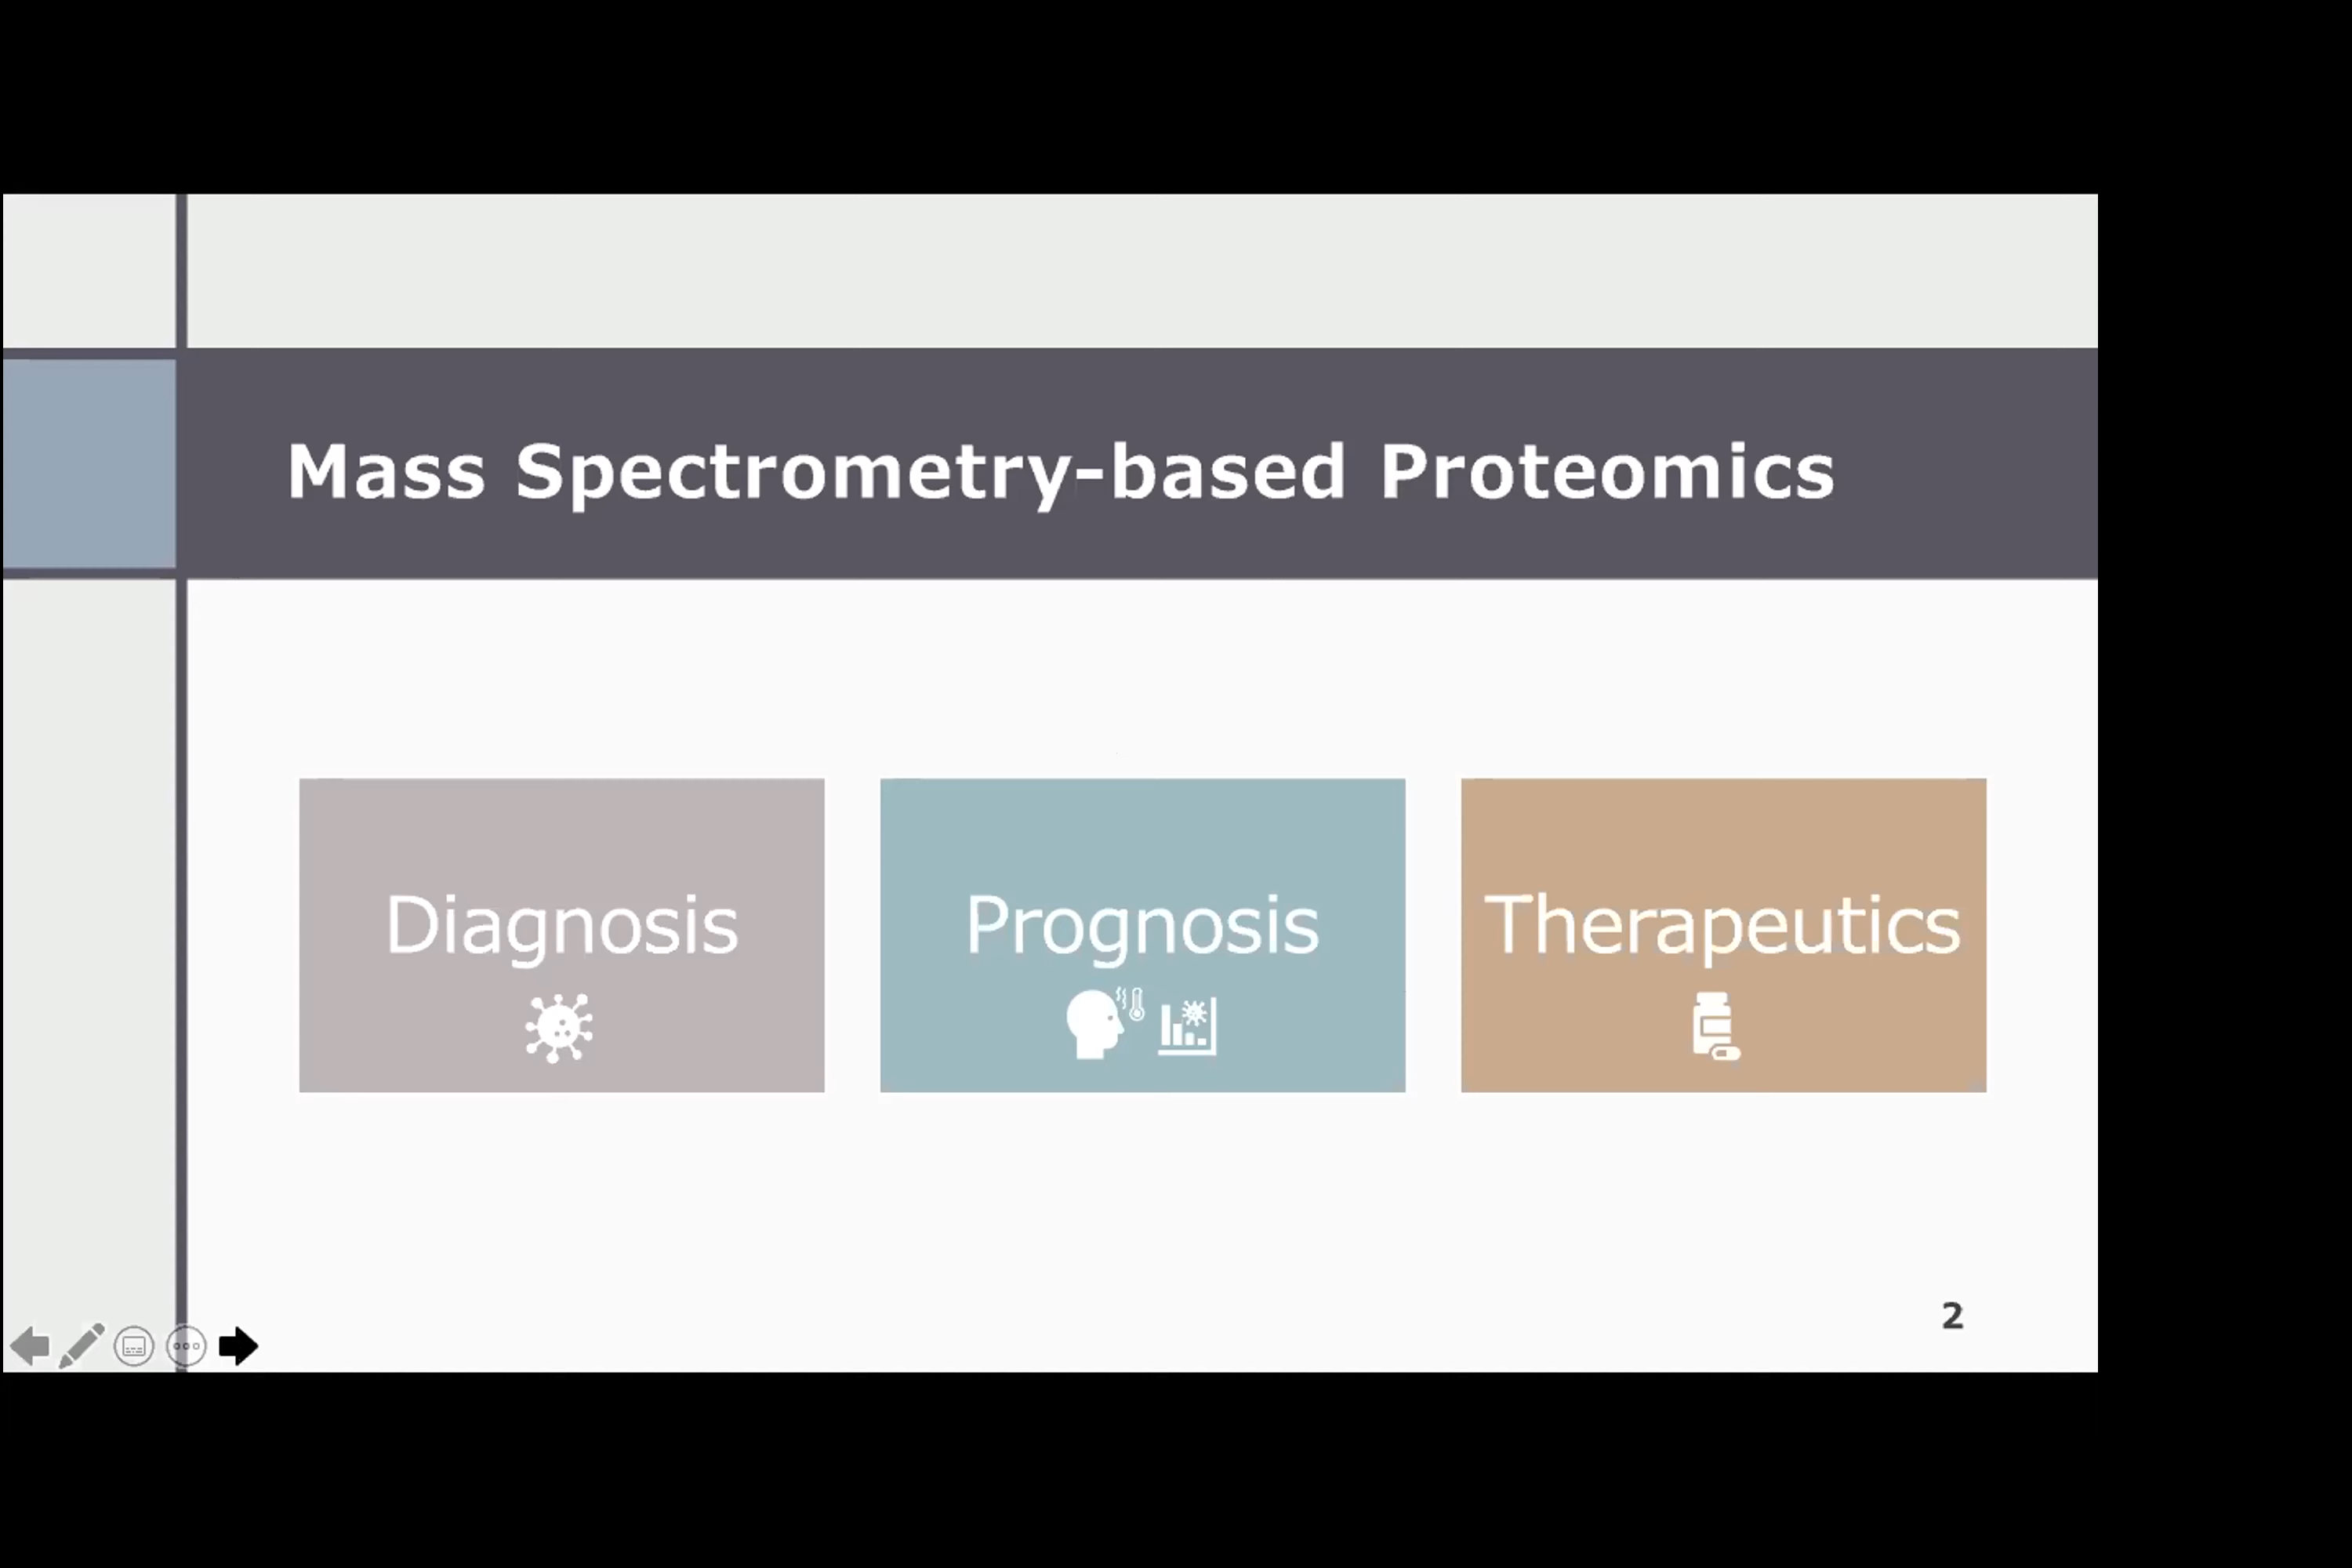 Mass Spectrometry-based Proteomics
Diagnosis
Prognosis
Therapeutics
2